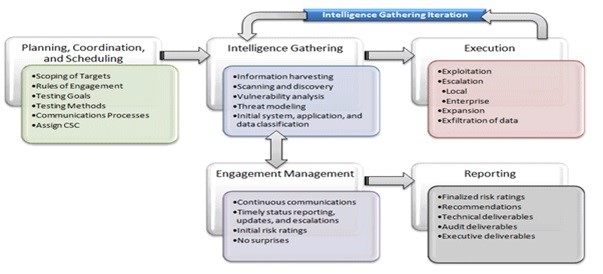 Intelligence Gathering Iteration
Planning, Coordination,
and Scheduling
•Scoping of Targets
•Rules of Engagement
•Testing Goals
•Testing Methods
•Communications Processes
•Assign CSC
Intelligence Gathering
•Information harvesting
•Scanning and discovery
•Vulnerability analysis
•Threat modeling
•Initial system, application, and
data classification
Execution
•Exploitation
•Escalation
•Local
•Enterprise
•Expansion
•Exfiltration of data
Engagement Management
•Continuous communications
•Timely status reporting,
updates, and escalations
•Initial risk ratings
•No surprises
Reporting
•Finalized risk ratings
•Recommendations
•Technical deliverables
•Audit deliverables
•Executive deliverables